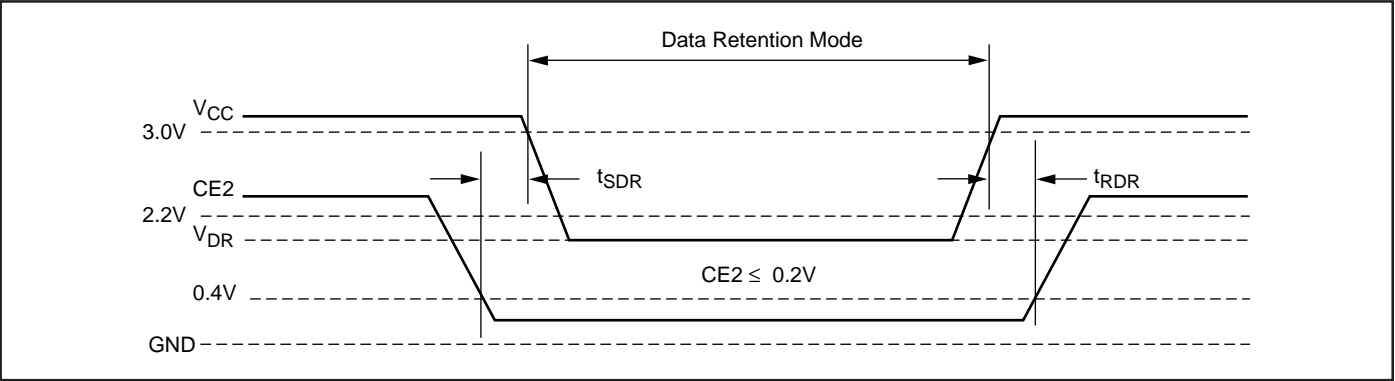 Data Retention Mode
VCC
3.0V
tSDR
tRDR
CE2
2.2V
VDR
CE2 ≤ 0.2V
0.4V
GND